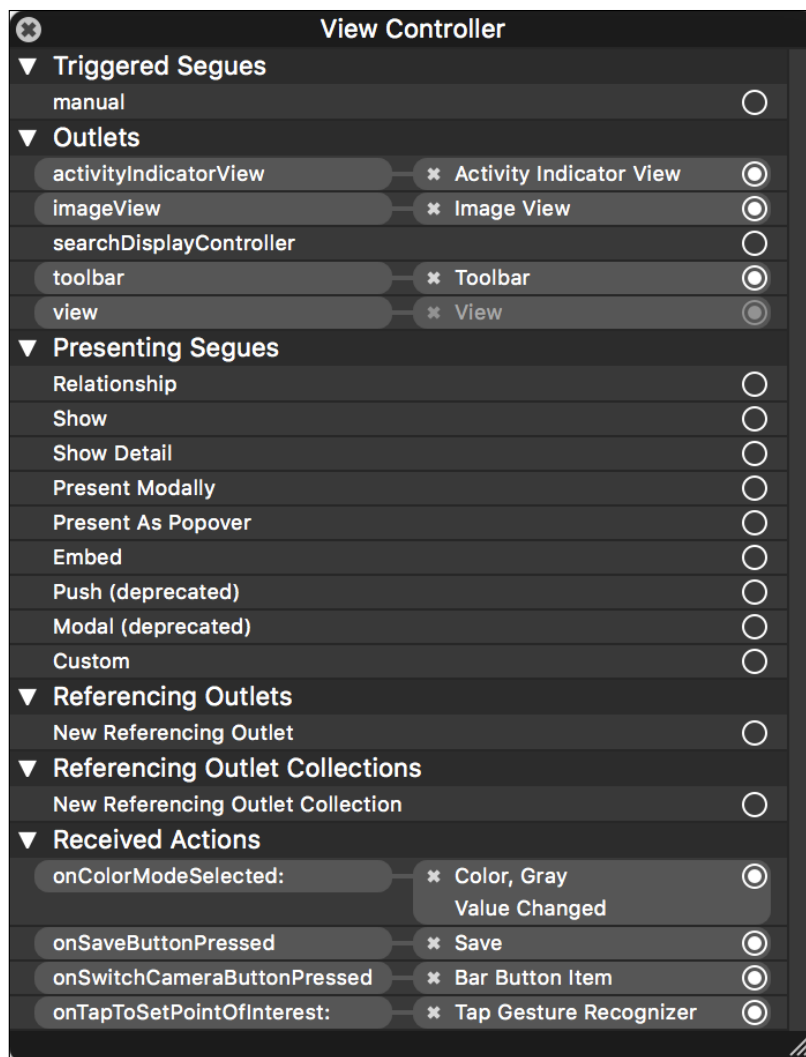 View Controller
Triggered Segues
manual
Outlets
activityIndicatorView Activity Indicator View
imageView Image View
searchDisplayController
toolbar Toolbar
view View
Presenting Segues
Relationship
Show
Show Detail
Present Modally
Present As Popover
Embed
Push (deprecated)
Modal (deprecated)
Custom
Referencing Outlets
New Referencing Outlet
Referencing Outlet Collections
New Referencing Outlet Collection
Received Actions
onColorModeSelected: Color, Gray
Value Changed
onSaveButtonPressed Save
onSwitchCameraButtonPressed Bar Button Item
onTapToSetPointOfInterest: Tap Gesture Recognizer